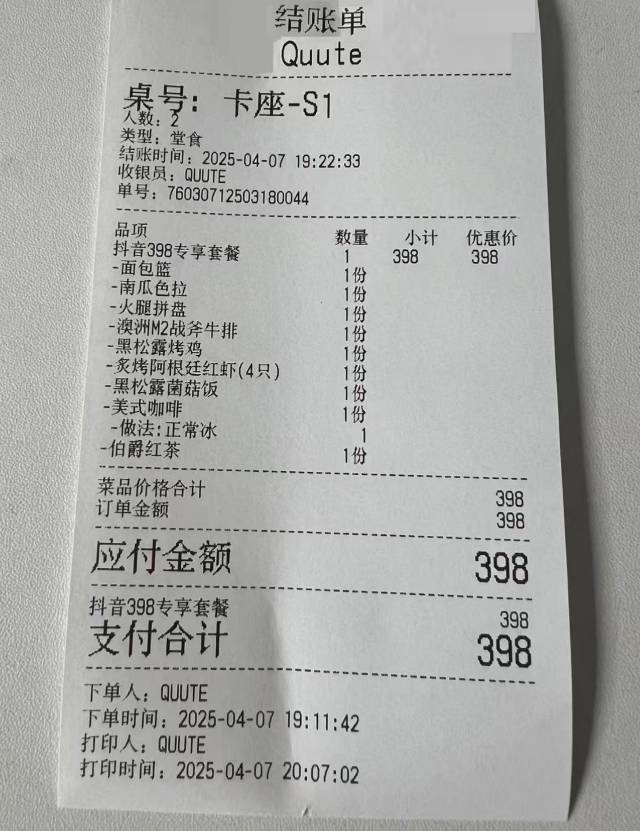 结账单
Quute
桌号: 卡座-S1
人数: 2
类型: 堂食
结账时间: 2025-04-07 19:22:33
收银员: QUUTE
单号: 76030712503180044
品项 数量 小计 优惠价
抖音398专享套餐 1 398 398
-面包篮 1份
-南瓜色拉 1份
-火腿拼盘 1份
-澳洲M2战斧牛排 1份
-黑松露烤鸡 1份
-炙烤阿根廷红虾(4只) 1份
-黑松露菌菇饭 1份
-美式咖啡 1份
-做法:正常冰 1
-伯爵红茶 1份
菜品价格合计 398
订单金额 398
应付金额 398
抖音398专享套餐 398
支付合计 398
下单人: QUUTE
下单时间: 2025-04-07 19:11:42
打印人: QUUTE
打印时间: 2025-04-07 20:07:02